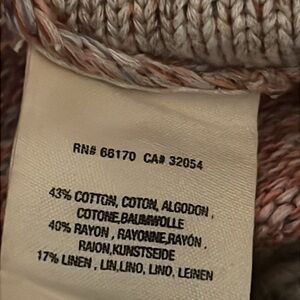 RN# 66170 CA# 32054
43% COTTON, COTON, ALGODON,
COTONE,BAUMWOLLE
40% RAYON, RAYONNE,RAYÓN,
RAION,KUNSTSEIDE
17% LINEN, LIN,LINO, LINO, LEINEN